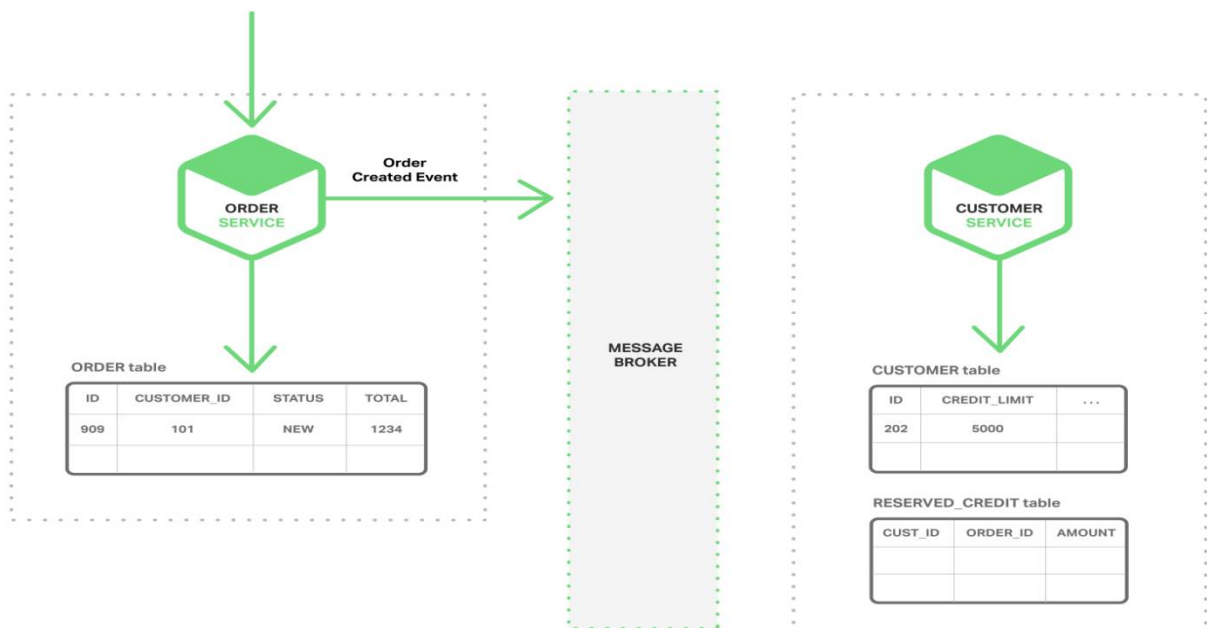 Order
Created Event
ORDER
SERVICE
CUSTOMER
SERVICE
MESSAGE
BROKER
ORDER table
ID CUSTOMER_ID STATUS TOTAL
909 101 NEW 1234
CUSTOMER table
ID CREDIT_LIMIT ...
202 5000
RESERVED_CREDIT table
CUST_ID ORDER_ID AMOUNT